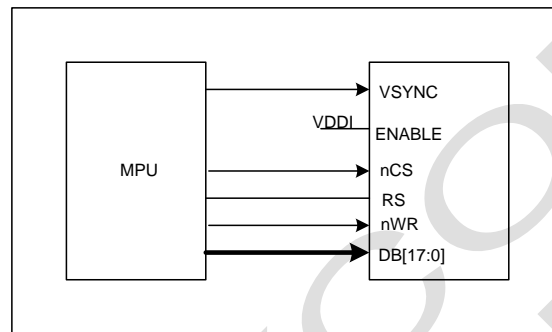 VSYNC
VDDI
ENABLE
MPU
nCS
RS
nWR
DB[17:0]